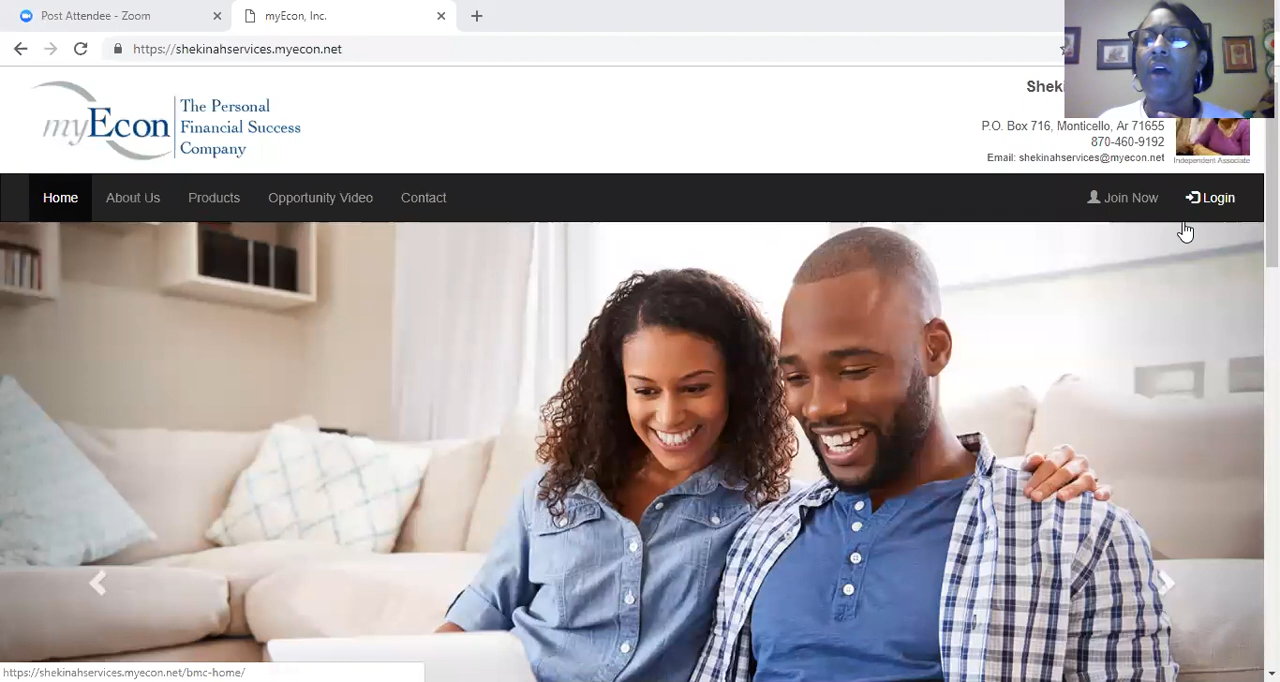 Post Attendee - Zoom
myEcon, Inc.
https://shekinahservices.myecon.net
myEcon
The Personal
Financial Success
Company
P.O. Box 716, Monticello, Ar 71655
870-460-9192
Email: shekinahservices@myecon.net
Independent Associate
Home About Us Products Opportunity Video Contact Join Now Login
https://shekinahservices.myecon.net/bmc-home/